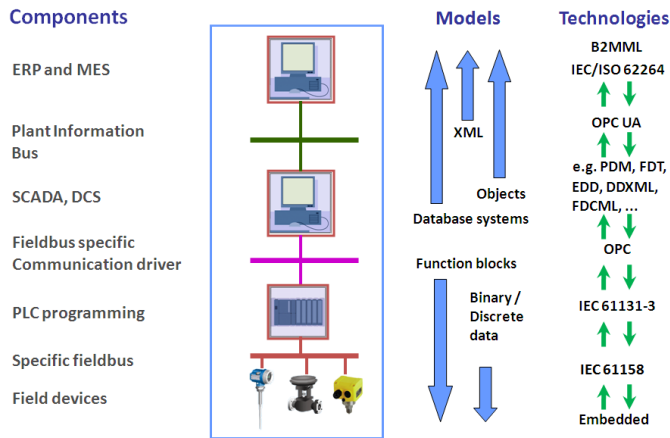 Components
ERP and MES
Plant Information
Bus
SCADA, DCS
Fieldbus specific
Communication driver
PLC programming
Specific fieldbus
Field devices
Models
XML
Objects
Database systems
Function blocks
Binary /
Discrete
data
Technologies
B2MML
IEC/ISO 62264
OPC UA
e.g. PDM, FDT,
EDD, DDXML,
FDCML, ...
OPC
IEC 61131-3
IEC 61158
Embedded